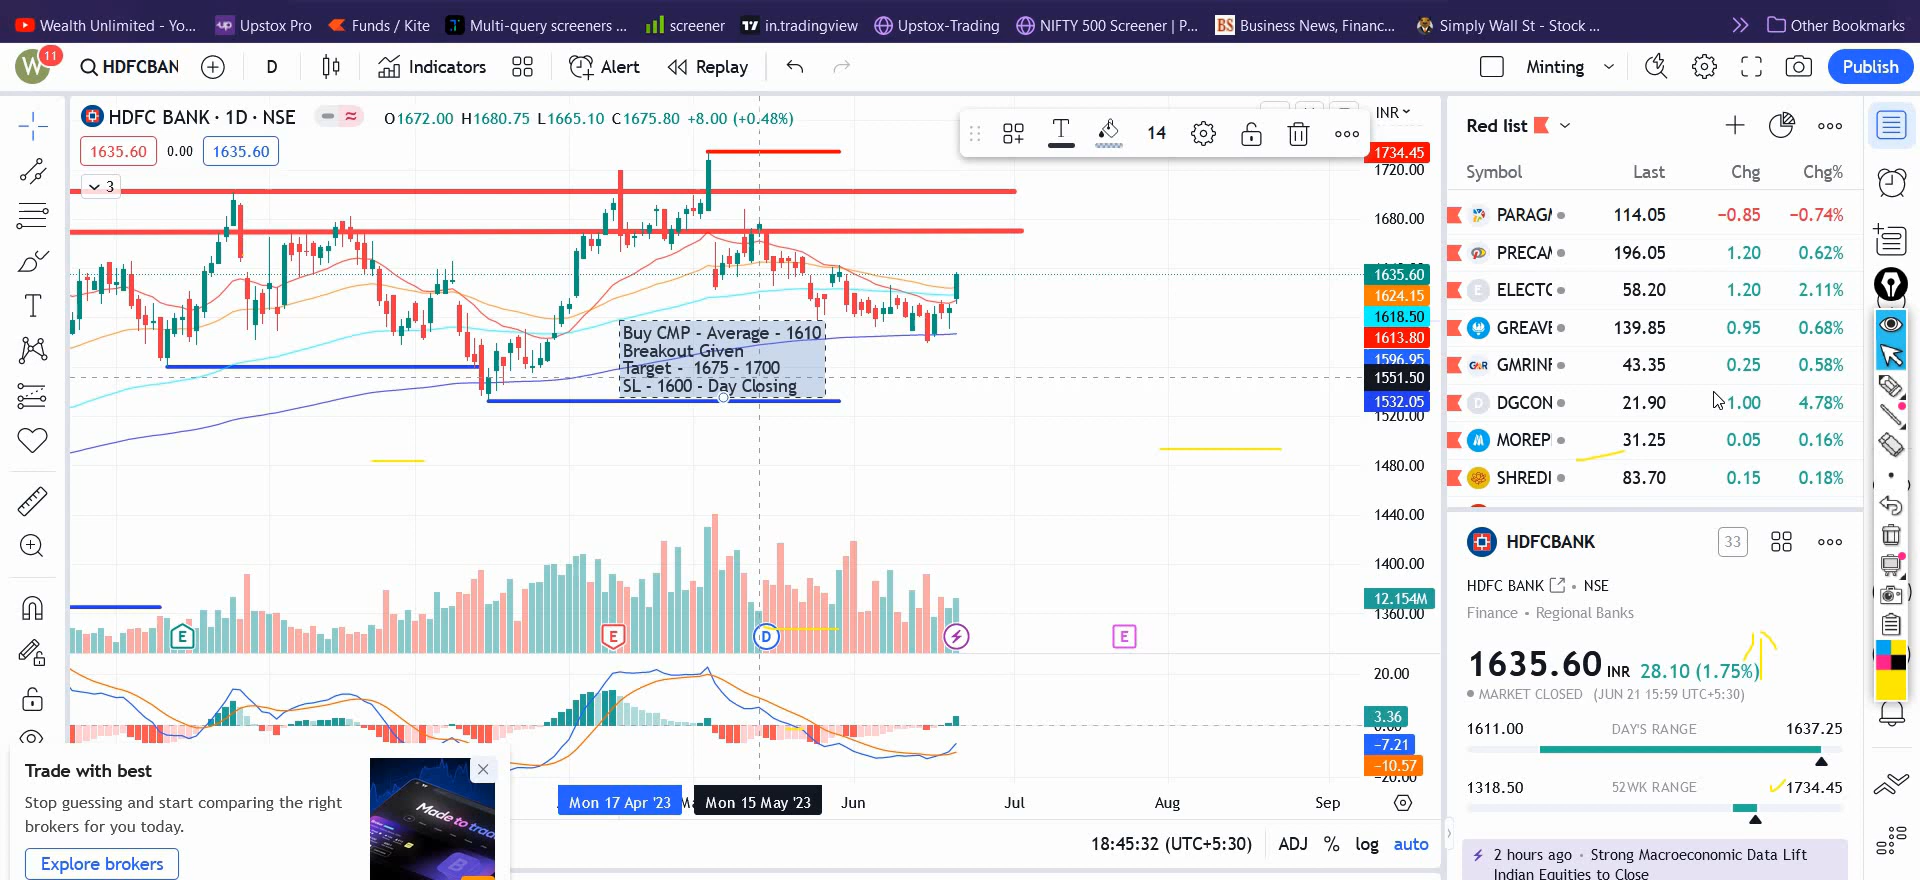 Wealth Unlimited - Yo...
Upstox Pro
Funds / Kite
Multi-query screeners ...
screener
in.tradingview
Upstox-Trading
NIFTY 500 Screener | P...
Business News, Financ...
Simply Wall St - Stock ...
Other Bookmarks
W
11
HDFCBAN
D
Indicators
Alert
Replay
Minting
Publish
HDFC BANK · 1D · NSE
O1672.00 H1680.75 L1665.10 C1675.80 +8.00 (+0.48%)
1635.60
0.00
1635.60
3
T
14
INR
1734.45
1720.00
1680.00
1635.60
1624.15
1618.50
1613.80
1596.95
1551.50
1532.05
1520.00
1480.00
1440.00
1400.00
12.154M
1360.00
Buy CMP - Average - 1610
Breakout Given
Target - 1675 - 1700
SL - 1600 - Day Closing
E
E
D
E
20.00
3.36
0.00
−7.21
−10.57
−20.00
Mon 17 Apr '23
Mon 15 May '23
Jun
Jul
Aug
Sep
18:45:32 (UTC+5:30)
ADJ
%
log
auto
Trade with best
Stop guessing and start comparing the right
brokers for you today.
Explore brokers
Made to trad
Red list
Symbol Last Chg Chg%
PARAGM 114.05 −0.85 −0.74%
PRECAM 196.05 1.20 0.62%
ELECTC 58.20 1.20 2.11%
GREAVE 139.85 0.95 0.68%
GMRINF 43.35 0.25 0.58%
DGCON 21.90 1.00 4.78%
MOREP 31.25 0.05 0.16%
SHREDI 83.70 0.15 0.18%
HDFCBANK
33
HDFC BANK • NSE
Finance • Regional Banks
1635.60 INR 28.10 (1.75%)
MARKET CLOSED (JUN 21 15:59 UTC+5:30)
1611.00 DAY'S RANGE 1637.25
1318.50 52WK RANGE 1734.45
2 hours ago · Strong Macroeconomic Data Lift
Indian Equities to Close